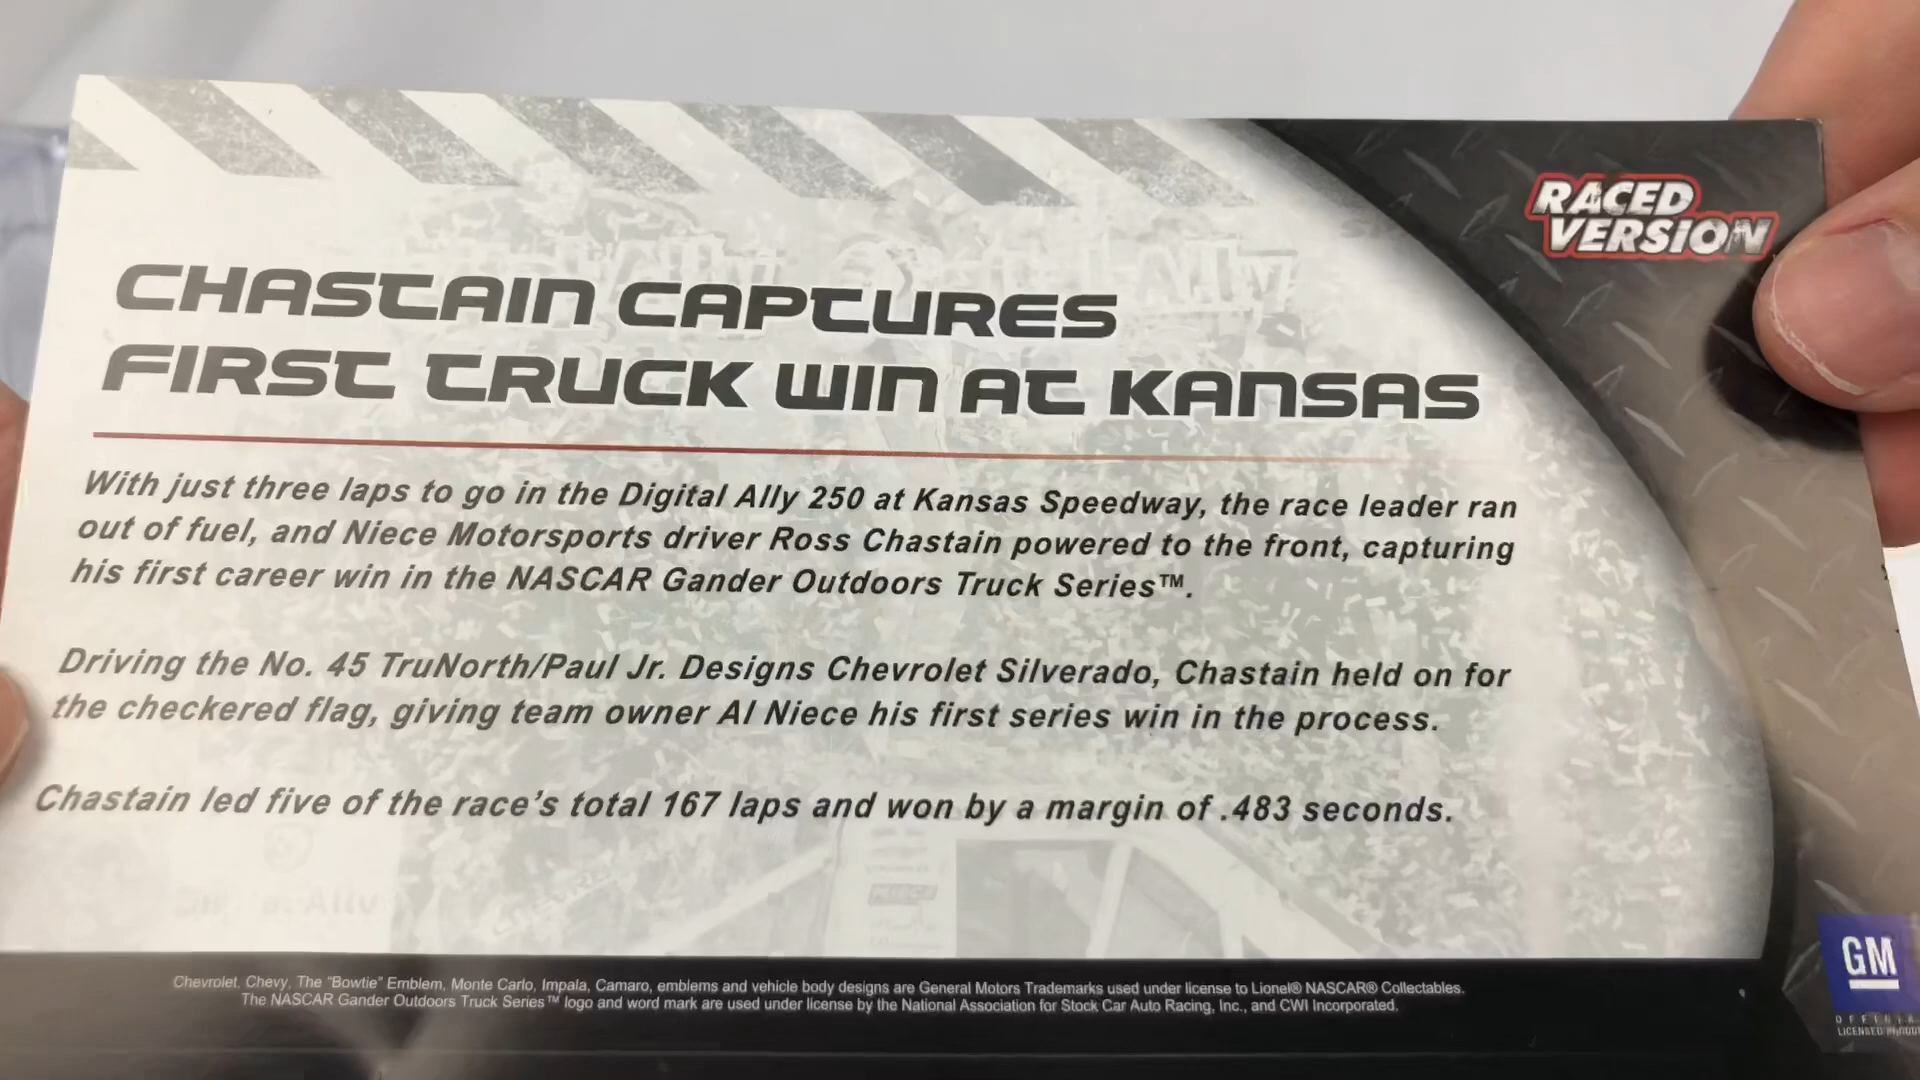 RACED
VERSION
CHASTAIN CAPTURES
FIRST TRUCK WIN AT KANSAS
With just three laps to go in the Digital Ally 250 at Kansas Speedway, the race leader ran
out of fuel, and Niece Motorsports driver Ross Chastain powered to the front, capturing
his first career win in the NASCAR Gander Outdoors Truck Series™.
Driving the No. 45 TruNorth/Paul Jr. Designs Chevrolet Silverado, Chastain held on for
the checkered flag, giving team owner Al Niece his first series win in the process.
Chastain led five of the race's total 167 laps and won by a margin of .483 seconds.
Chevrolet, Chevy, The "Bowtie" Emblem, Monte Carlo, Impala, Camaro, emblems and vehicle body designs are General Motors Trademarks used under license to Lionel® NASCAR® Collectables.
The NASCAR Gander Outdoors Truck Series™ logo and word mark are used under license by the National Association for Stock Car Auto Racing, Inc., and CWI Incorporated.
GM
LICENSED